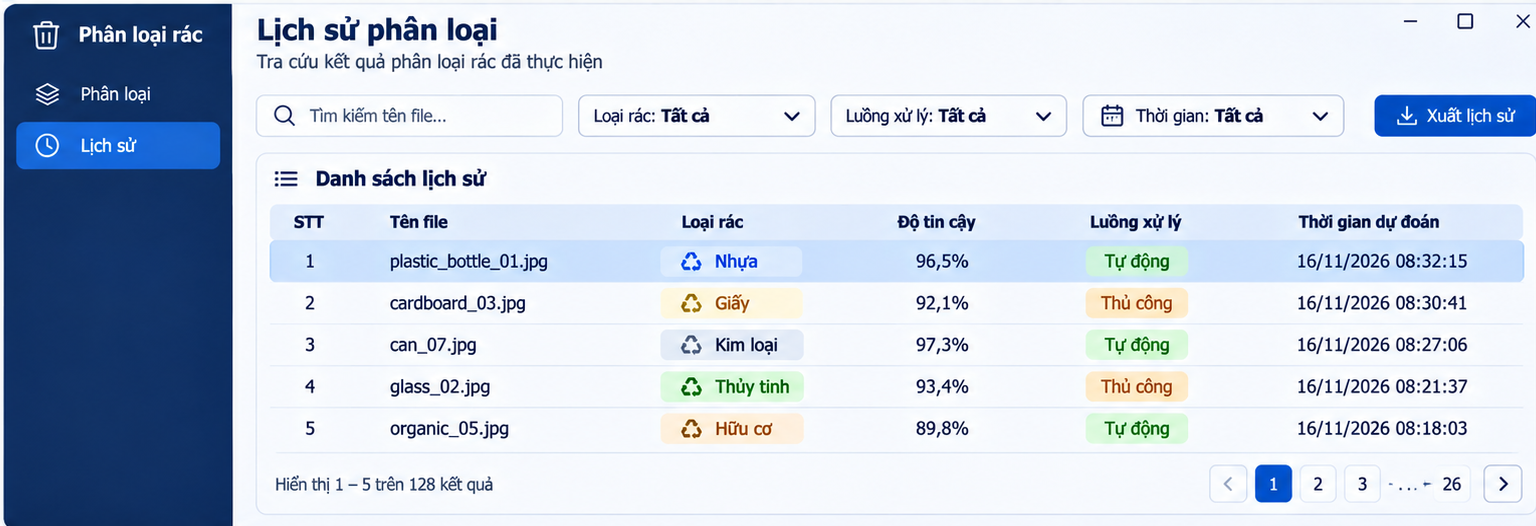 Phân loại rác
Phân loại
Lịch sử
Lịch sử phân loại
Tra cứu kết quả phân loại rác đã thực hiện
Tìm kiếm tên file... Loại rác: Tất cả Luồng xử lý: Tất cả Thời gian: Tất cả Xuất lịch sử
Danh sách lịch sử
STT Tên file Loại rác Độ tin cậy Luồng xử lý Thời gian dự đoán
1 plastic_bottle_01.jpg Nhựa 96,5% Tự động 16/11/2026 08:32:15
2 cardboard_03.jpg Giấy 92,1% Thủ công 16/11/2026 08:30:41
3 can_07.jpg Kim loại 97,3% Tự động 16/11/2026 08:27:06
4 glass_02.jpg Thủy tinh 93,4% Thủ công 16/11/2026 08:21:37
5 organic_05.jpg Hữu cơ 89,8% Tự động 16/11/2026 08:18:03
Hiển thị 1 – 5 trên 128 kết quả 1 2 3 ... 26